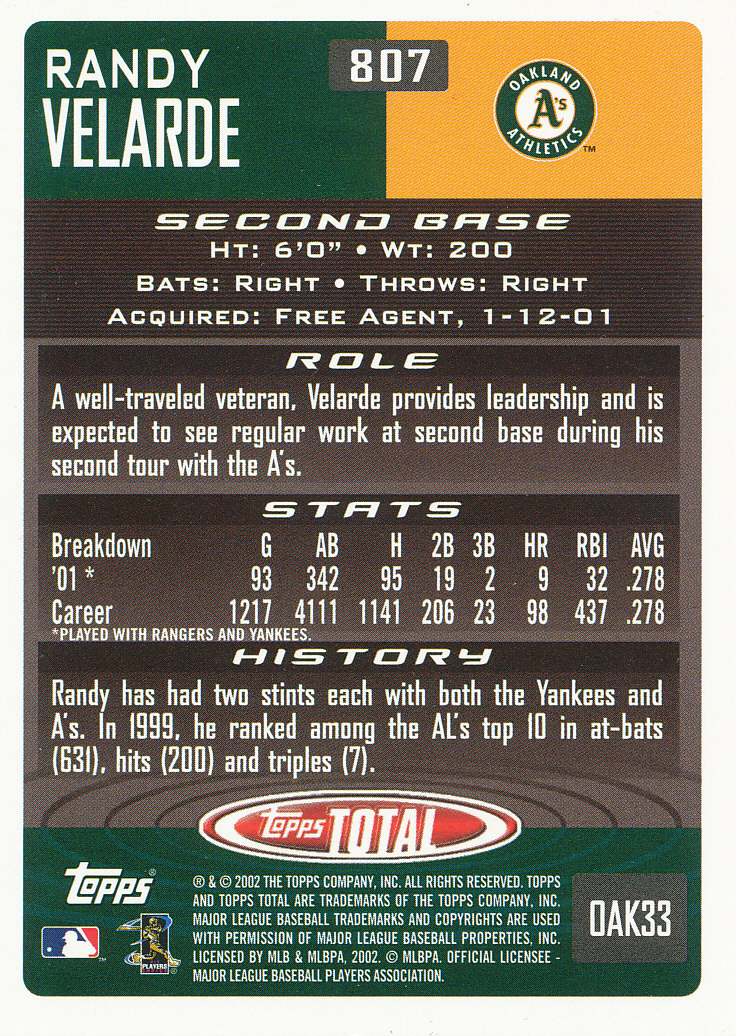 RANDY
VELARDE
807
OAKLAND
A's
ATHLETICS
TM
SECOND BASE
HT: 6'0" • WT: 200
BATS: RIGHT • THROWS: RIGHT
ACQUIRED: FREE AGENT, 1-12-01
ROLE
A well-traveled veteran, Velarde provides leadership and is
expected to see regular work at second base during his
second tour with the A's.
STATS
Breakdown G AB H 2B 3B HR RBI AVG
'01 * 93 342 95 19 2 9 32 .278
Career 1217 4111 1141 206 23 98 437 .278
*PLAYED WITH RANGERS AND YANKEES.
HISTORY
Randy has had two stints each with both the Yankees and
A's. In 1999, he ranked among the AL's top 10 in at-bats
(631), hits (200) and triples (7).
Topps TOTAL
Topps ®
® & © 2002 THE TOPPS COMPANY, INC. ALL RIGHTS RESERVED. TOPPS
AND TOPPS TOTAL ARE TRADEMARKS OF THE TOPPS COMPANY, INC.
MAJOR LEAGUE BASEBALL TRADEMARKS AND COPYRIGHTS ARE USED
WITH PERMISSION OF MAJOR LEAGUE BASEBALL PROPERTIES, INC.
LICENSED BY MLB & MLBPA, 2002. © MLBPA. OFFICIAL LICENSEE -
MAJOR LEAGUE BASEBALL PLAYERS ASSOCIATION.
TM
PLAYERS
OAK33